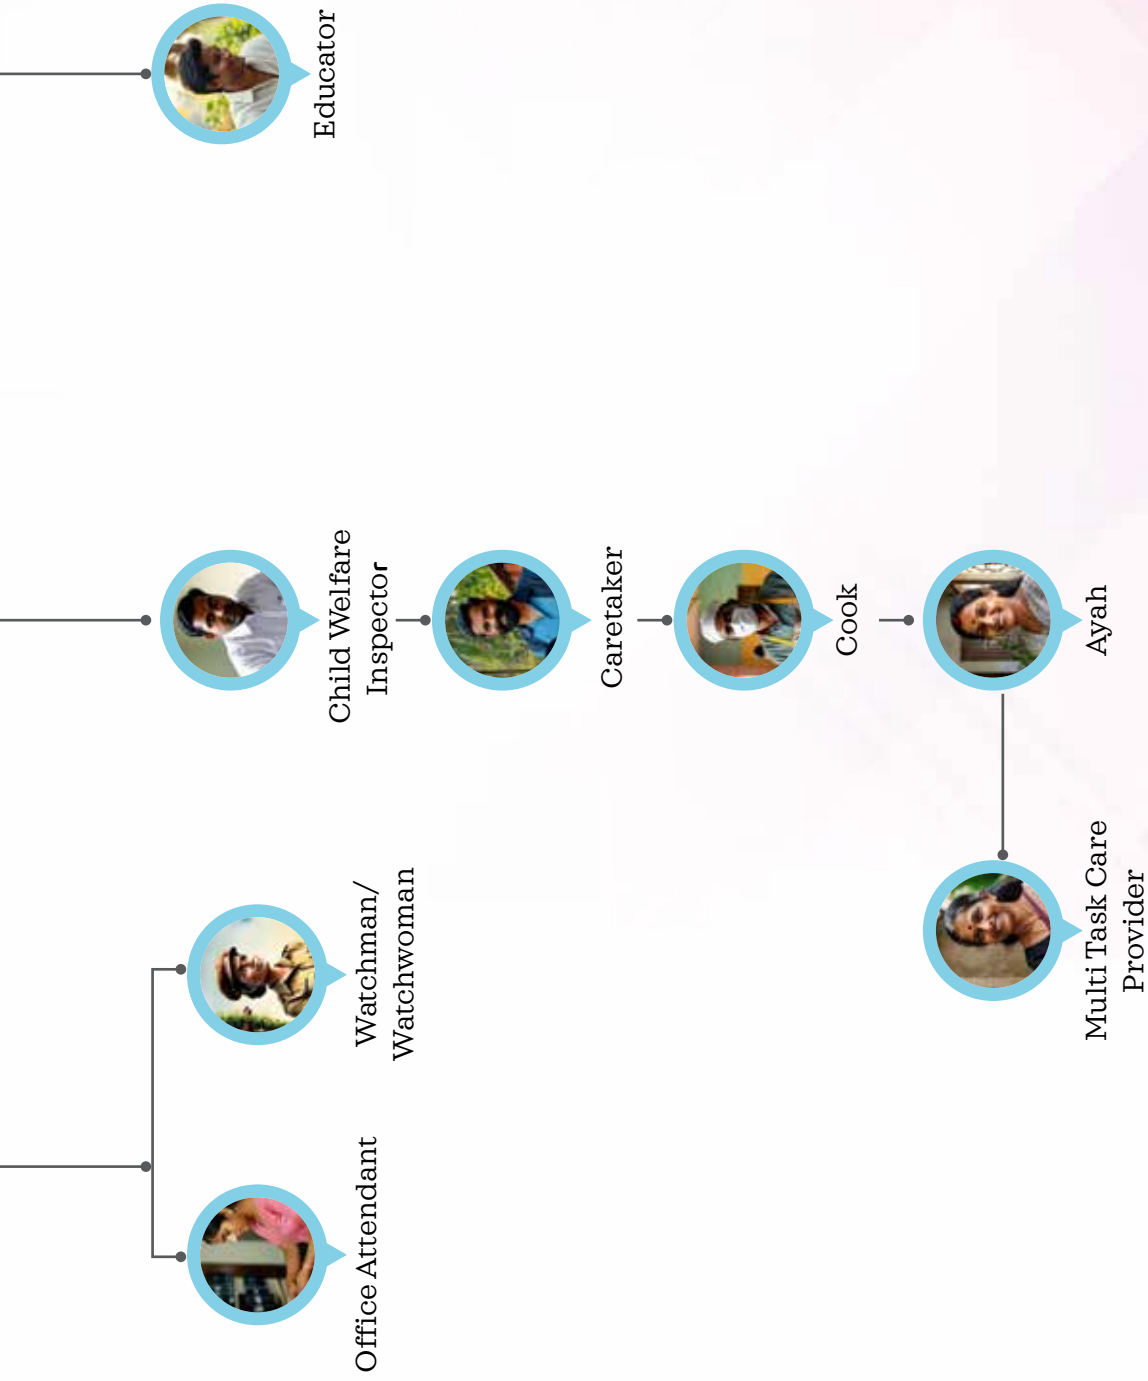 Office Attendant
Watchman/
Watchwoman
Child Welfare
Inspector
Educator
Caretaker
Cook
Multi Task Care
Provider
Ayah